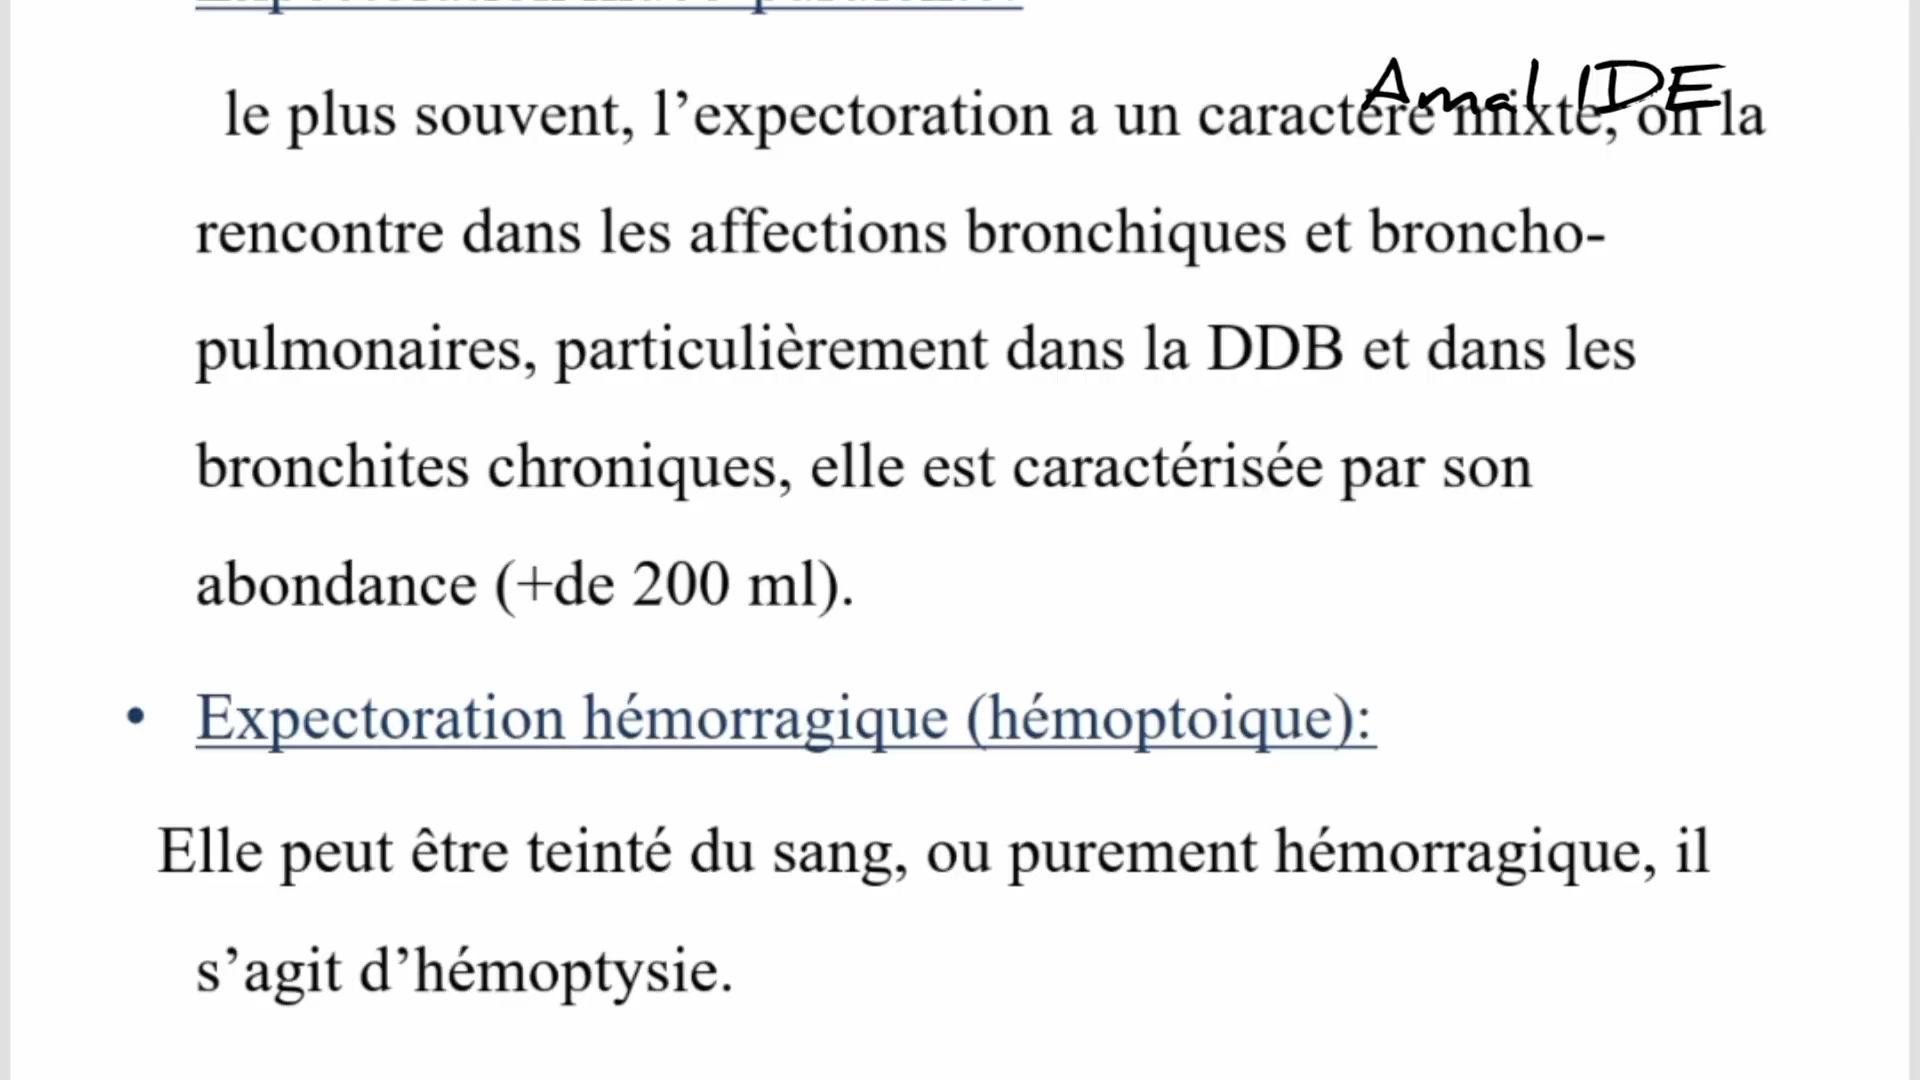 Amal IDE
le plus souvent, l’expectoration a un caractère mixte, on la
rencontre dans les affections bronchiques et broncho-
pulmonaires, particulièrement dans la DDB et dans les
bronchites chroniques, elle est caractérisée par son
abondance (+de 200 ml).
• Expectoration hémorragique (hémoptoique):
Elle peut être teinté du sang, ou purement hémorragique, il
s’agit d’hémoptysie.